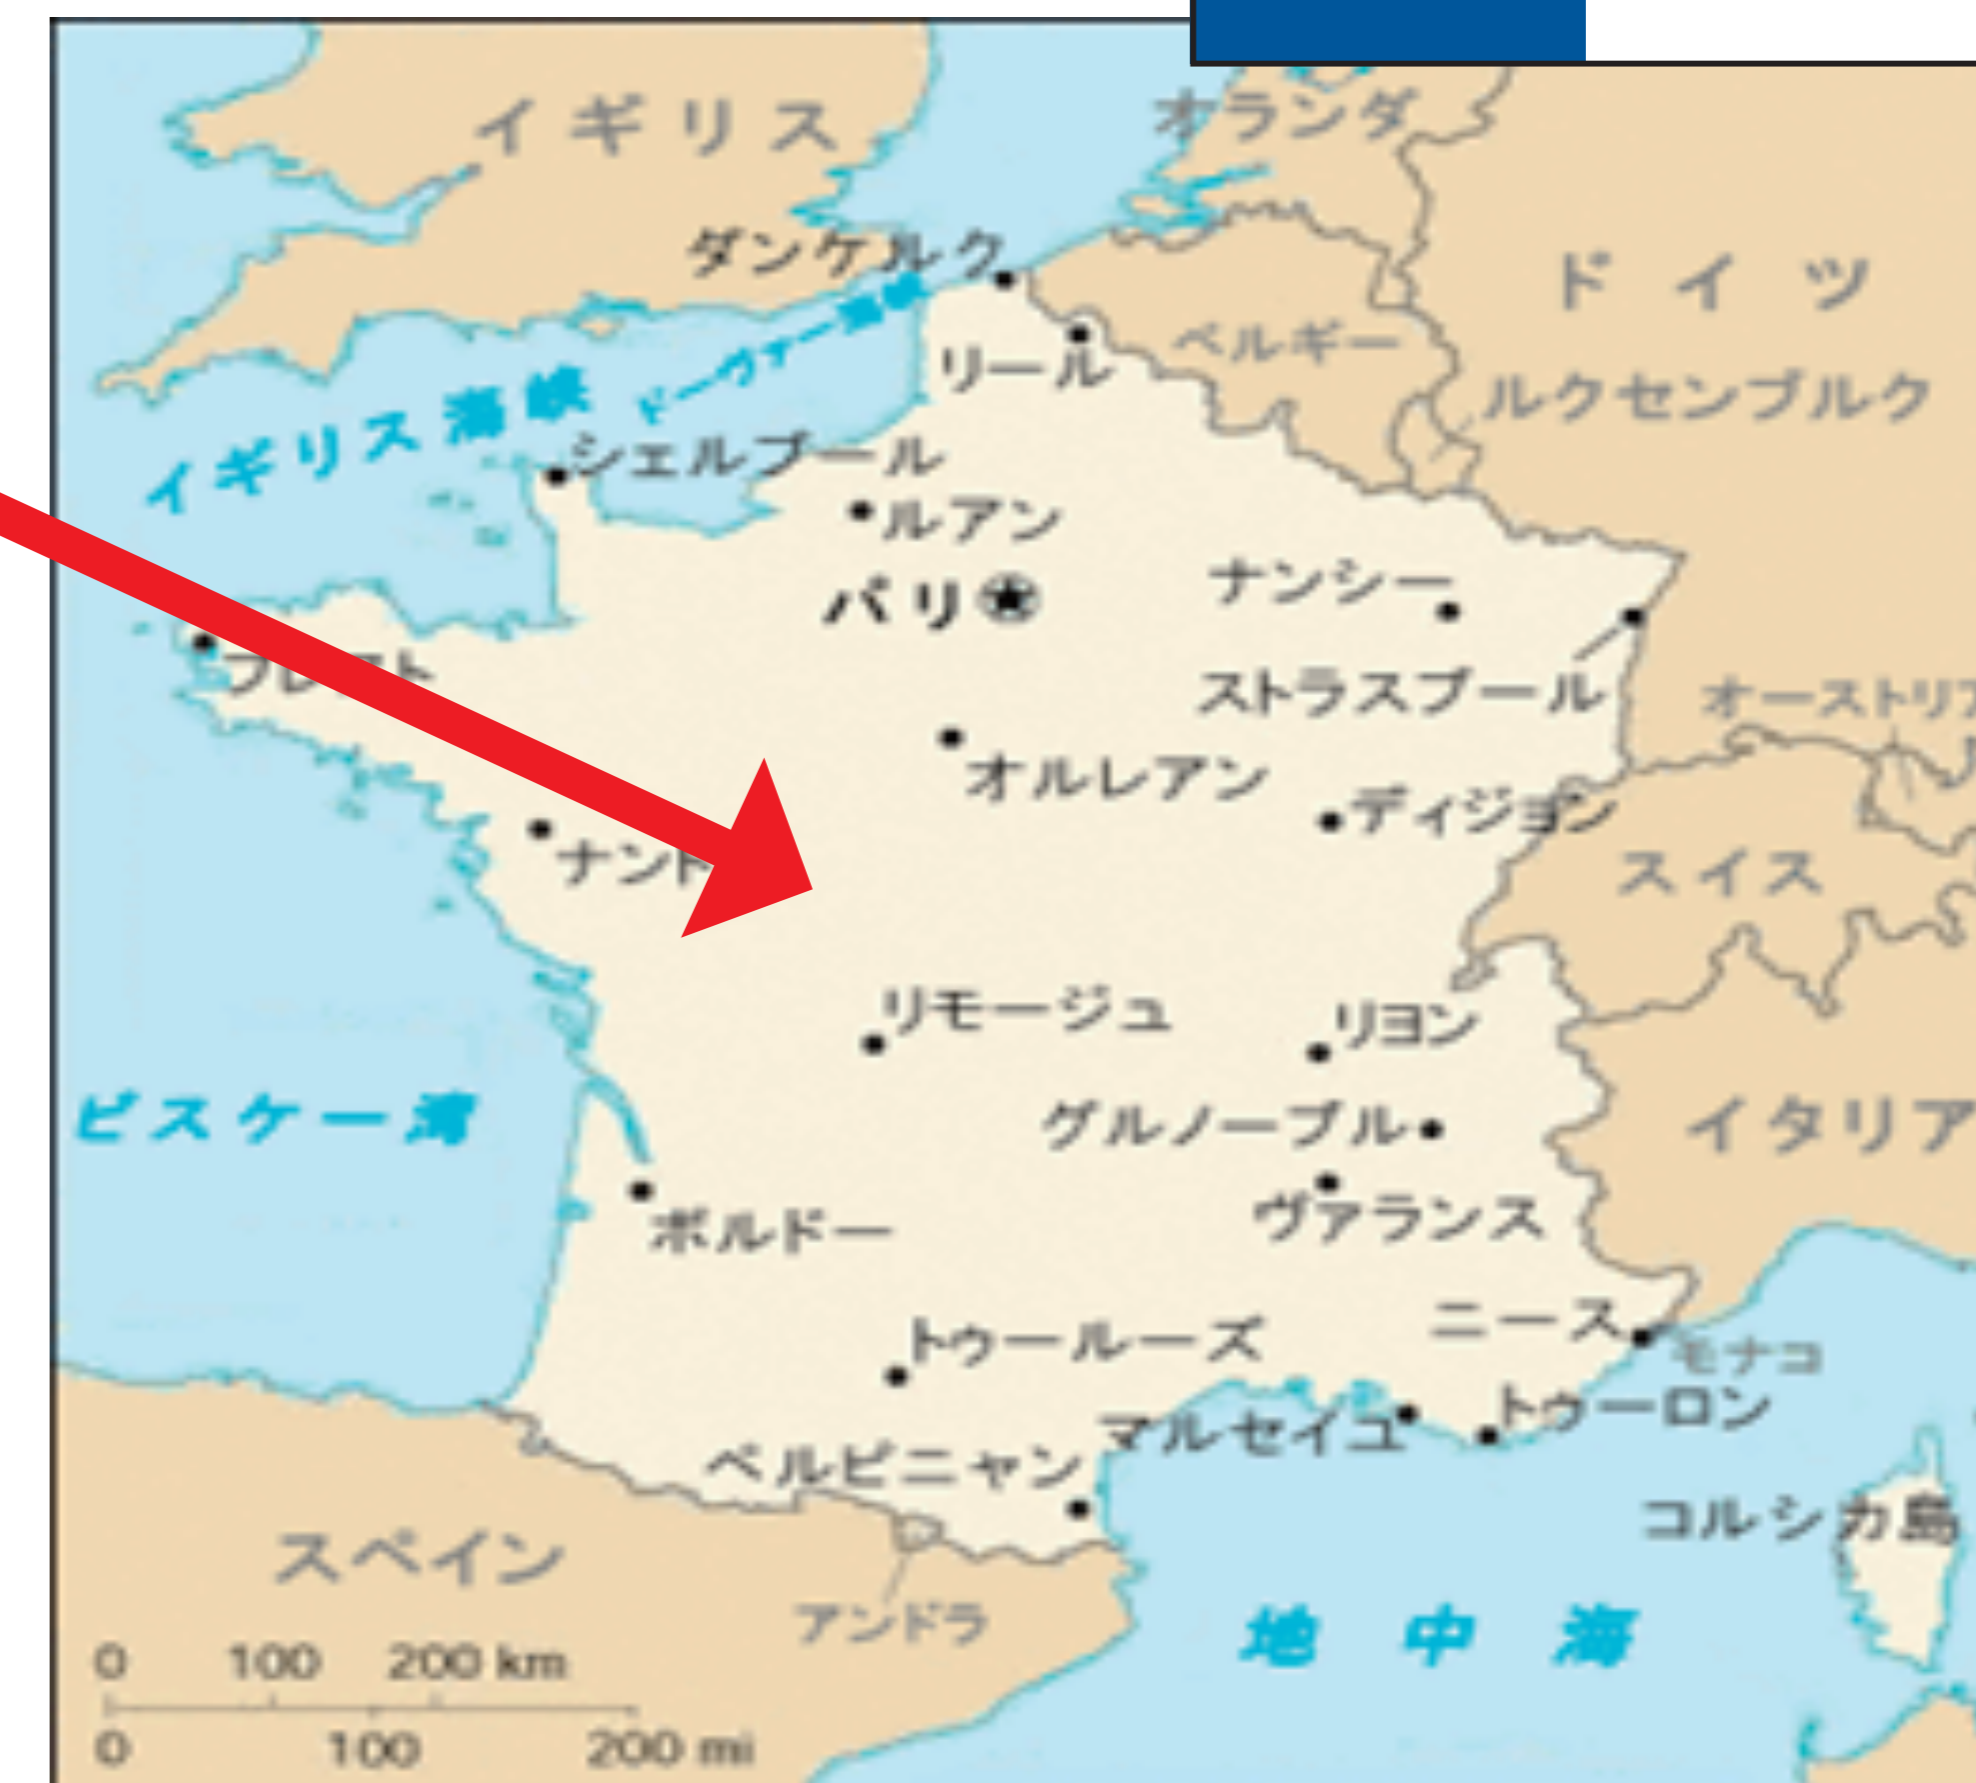 イギリス
オランダ
ダンケルク
ドイツ
ドーヴァー海峡
ベルギー
リール
ルクセンブルク
イギリス海峡
シェルブール
ルアン
ナンシー
パリ
ブレスト
ストラスブール
オーストリア
オルレアン
ディジョン
ナント
スイス
リモージュ
リヨン
ビスケー湾
グルノーブル
イタリア
ヴァランス
ボルドー
ニース
トゥールーズ
モナコ
トゥーロン
マルセイユ
ペルピニャン
コルシカ島
スペイン
アンドラ
地中海
0 100 200 km
0 100 200 mi